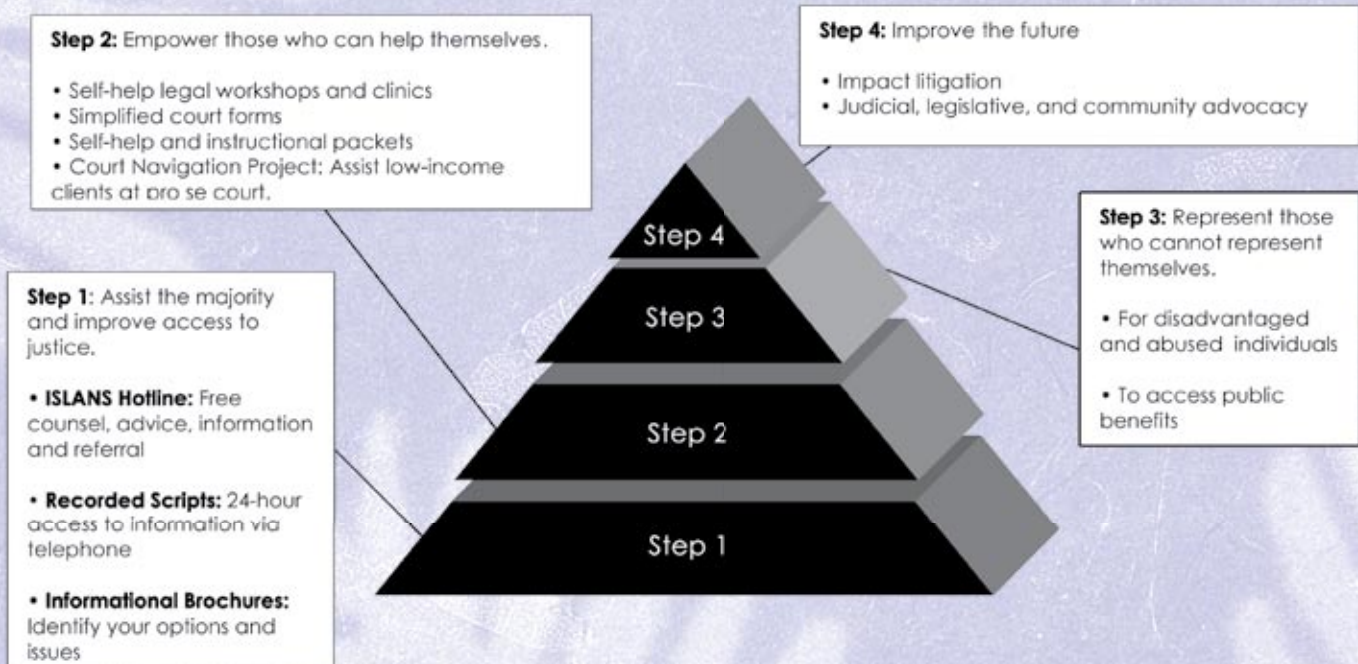 Step 2: Empower those who can help themselves.
• Self-help legal workshops and clinics
• Simplified court forms
• Self-help and instructional packets
• Court Navigation Project: Assist low-income
clients at pro se court.
Step 4: Improve the future
• Impact litigation
• Judicial, legislative, and community advocacy
Step 1: Assist the majority
and improve access to
justice.
• ISLANS Hotline: Free
counsel, advice, information
and referral
• Recorded Scripts: 24-hour
access to information via
telephone
• Informational Brochures:
Identify your options and
issues
Step 4
Step 3
Step 2
Step 1
Step 3: Represent those
who cannot represent
themselves.
• For disadvantaged
and abused individuals
• To access public
benefits